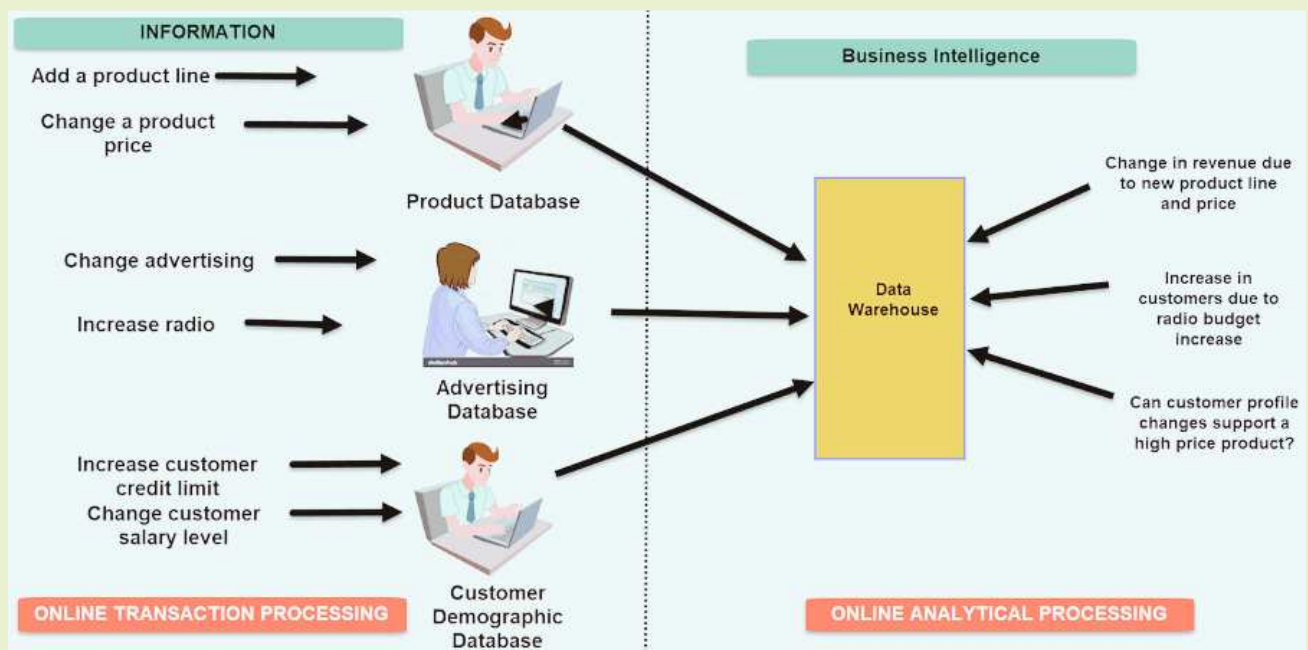 INFORMATION
Add a product line
Change a product
price
Product Database
Change advertising
Increase radio
Advertising
Database
Increase customer
credit limit
Change customer
salary level
Customer
Demographic
Database
ONLINE TRANSACTION PROCESSING
Business Intelligence
Data
Warehouse
Change in revenue due
to new product line
and price
Increase in
customers due to
radio budget
increase
Can customer profile
changes support a
high price product?
ONLINE ANALYTICAL PROCESSING